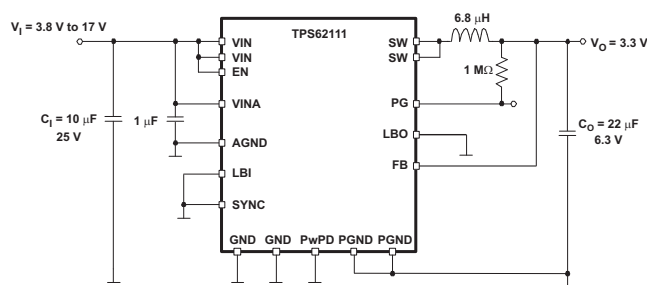 V_I = 3.8 V to 17 V
TPS62111
6.8 μH
V_O = 3.3 V
VIN
VIN
EN
VINA
AGND
LBI
SYNC
SW
SW
PG
LBO
FB
1 MΩ
C_I = 10 μF
25 V
1 μF
C_O = 22 μF
6.3 V
GND
GND
PwPD
PGND
PGND